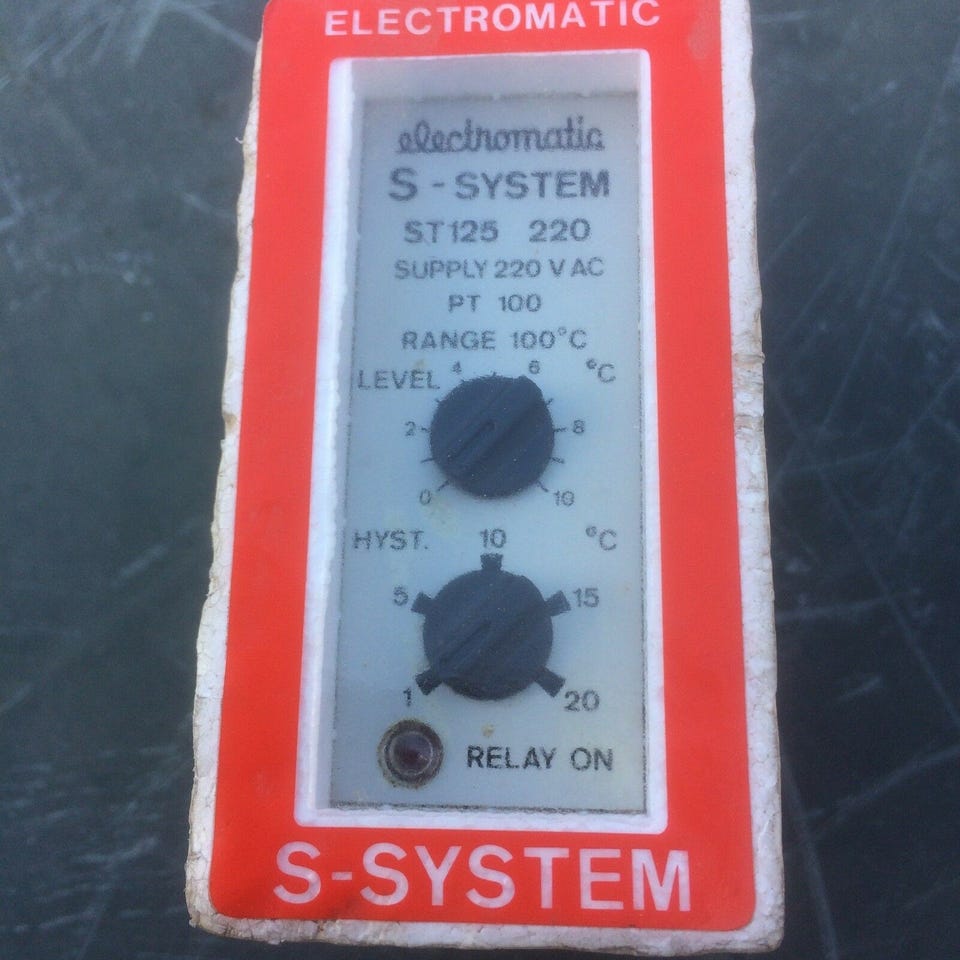 ELECTROMATIC
electromatic
S - SYSTEM
ST125 220
SUPPLY 220 V AC
PT 100
RANGE 100°C
LEVEL 4 6 °C
2 8
0 10
HYST. 10 °C
5 15
1 20
RELAY ON
S-SYSTEM